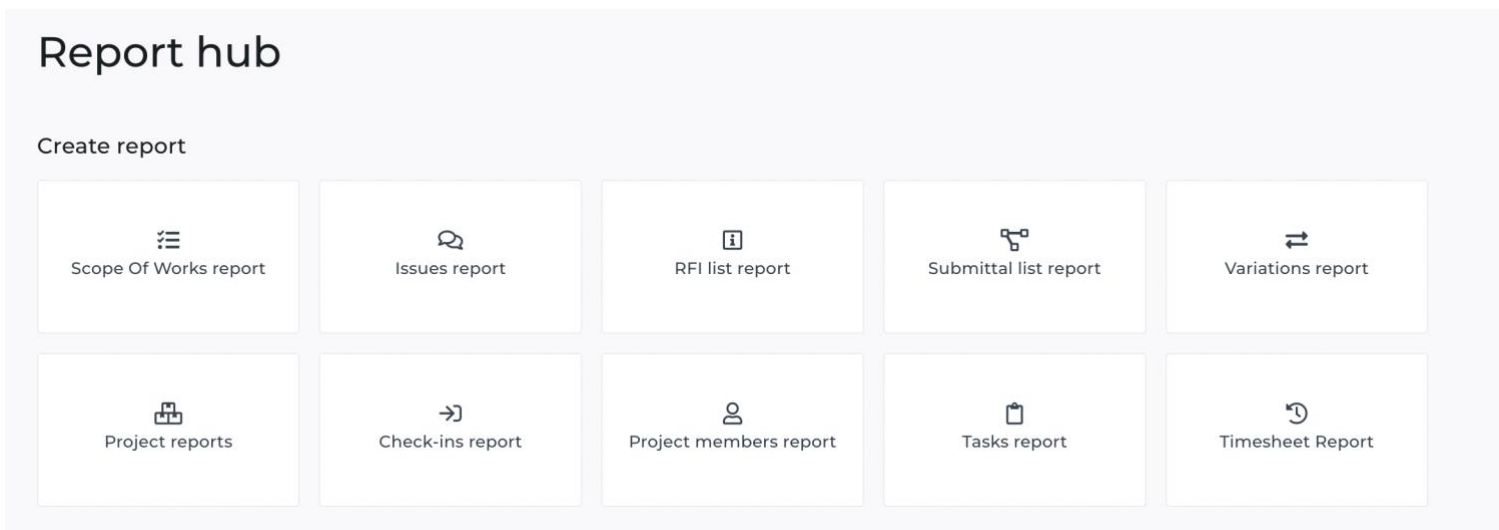 Report hub
Create report
Scope Of Works report
Issues report
RFI list report
Submittal list report
Variations report
Project reports
Check-ins report
Project members report
Tasks report
Timesheet Report